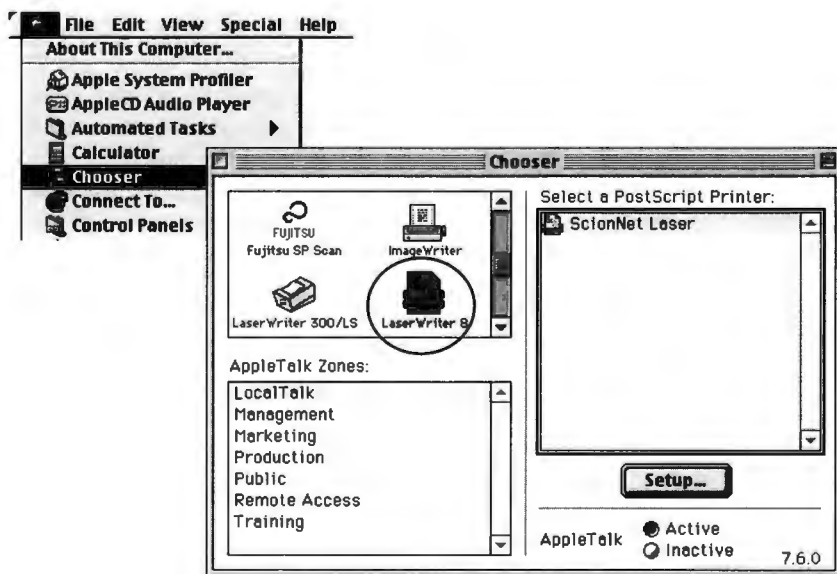 File Edit View Special Help
About This Computer...
Apple System Profiler
AppleCD Audio Player
Automated Tasks
Calculator
Chooser
Connect To...
Control Panels
Chooser
FUJITSU
Fujitsu SP Scan
ImageWriter
LaserWriter 300/LS
LaserWriter 8
AppleTalk Zones:
LocalTalk
Management
Marketing
Production
Public
Remote Access
Training
Select a PostScript Printer:
ScionNet Laser
Setup...
AppleTalk
Active
Inactive
7.6.0